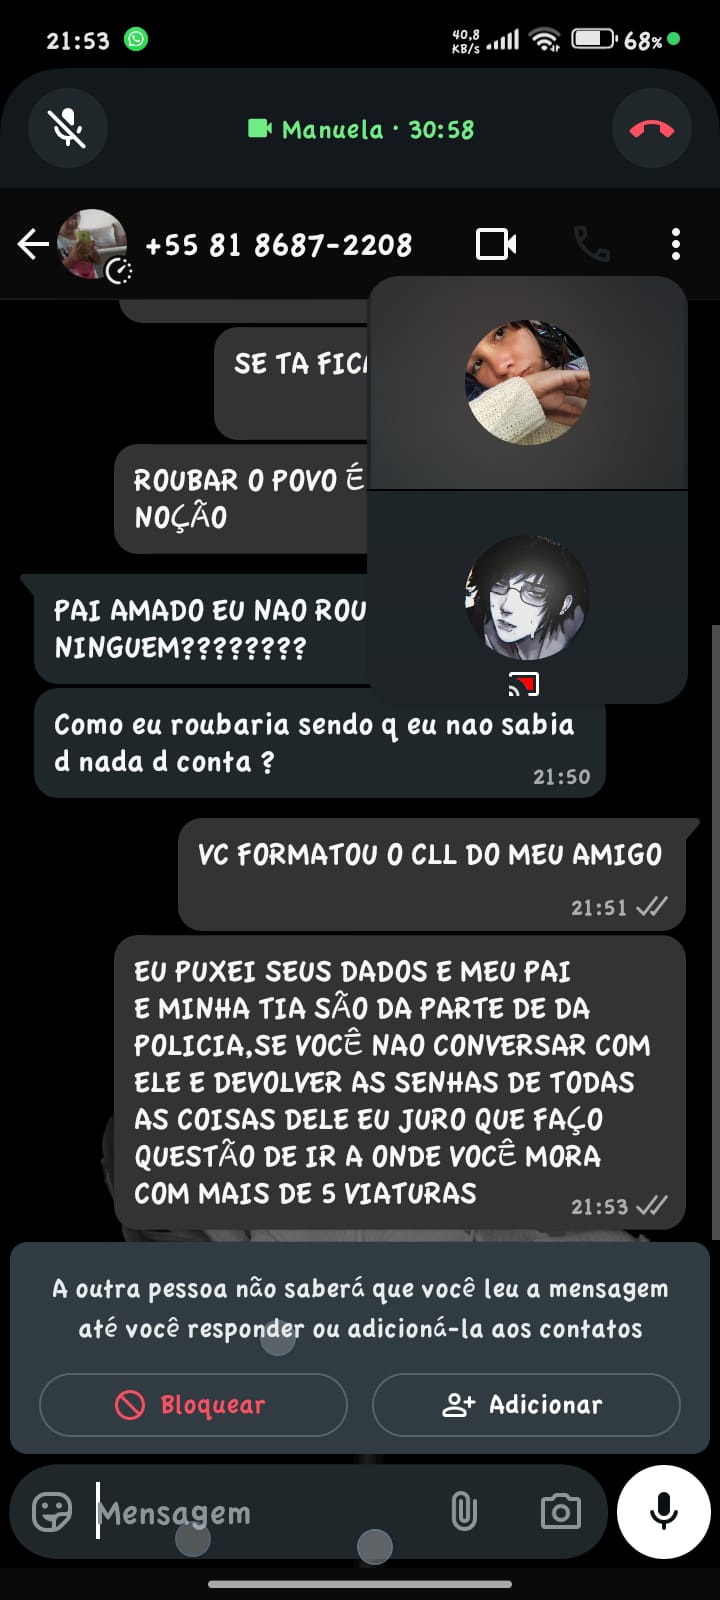 21:53
40,8
KB/s
68%
Manuela · 30:58
+55 81 8687-2208
SE TA
ROUBAR O POVO É
NOÇÃO
PAI AMADO EU NAO
NINGUEM????????
Como eu roubaria sendo q eu nao sabia
d nada d conta ?
21:50
VC FORMATOU O CLL DO MEU AMIGO
21:51
EU PUXEI SEUS DADOS E MEU PAI
E MINHA TIA SÃO DA PARTE DE DA
POLICIA,SE VOCÊ NAO CONVERSAR COM
ELE E DEVOLVER AS SENHAS DE TODAS
AS COISAS DELE EU JURO QUE FAÇO
QUESTÃO DE IR A ONDE VOCÊ MORA
COM MAIS DE 5 VIATURAS
21:53
A outra pessoa não saberá que você leu a mensagem
até você responder ou adicioná-la aos contatos
Bloquear
Adicionar
Mensagem